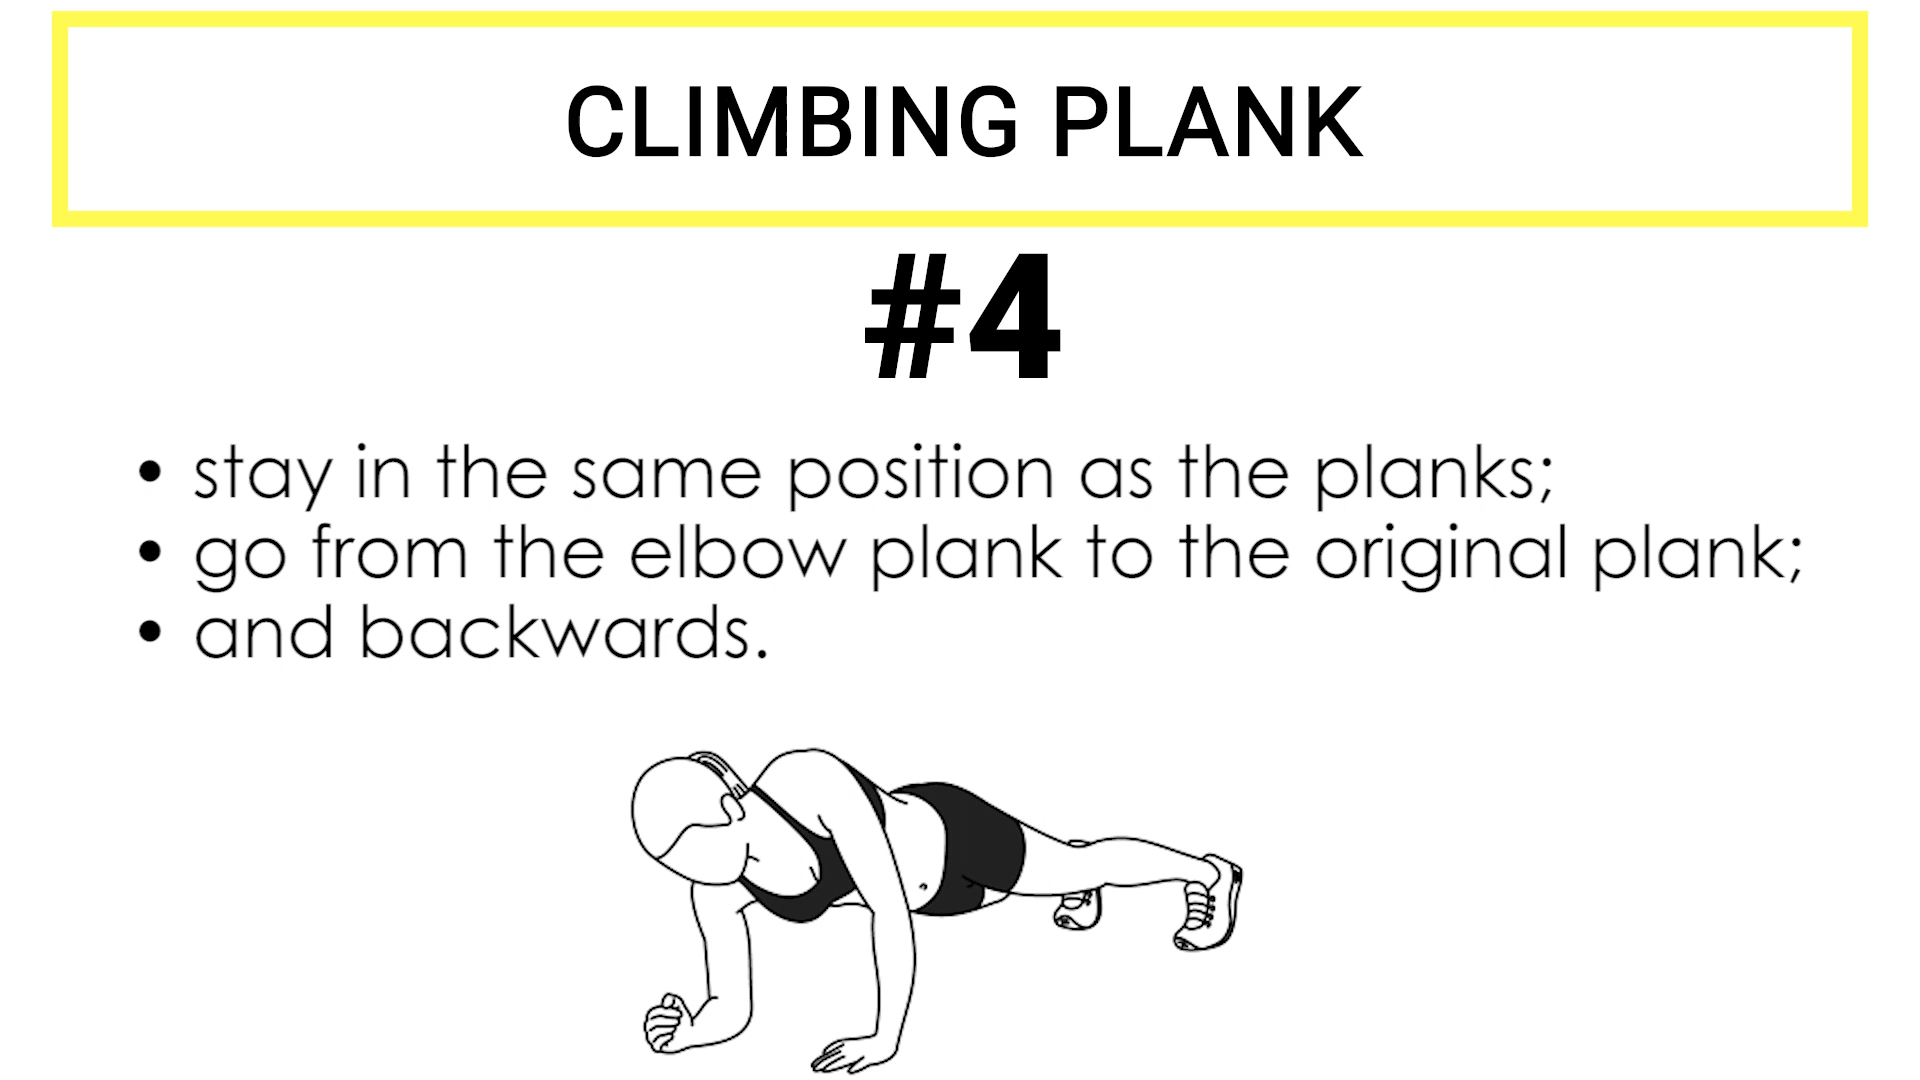 CLIMBING PLANK
#4
• stay in the same position as the planks;
• go from the elbow plank to the original plank;
• and backwards.